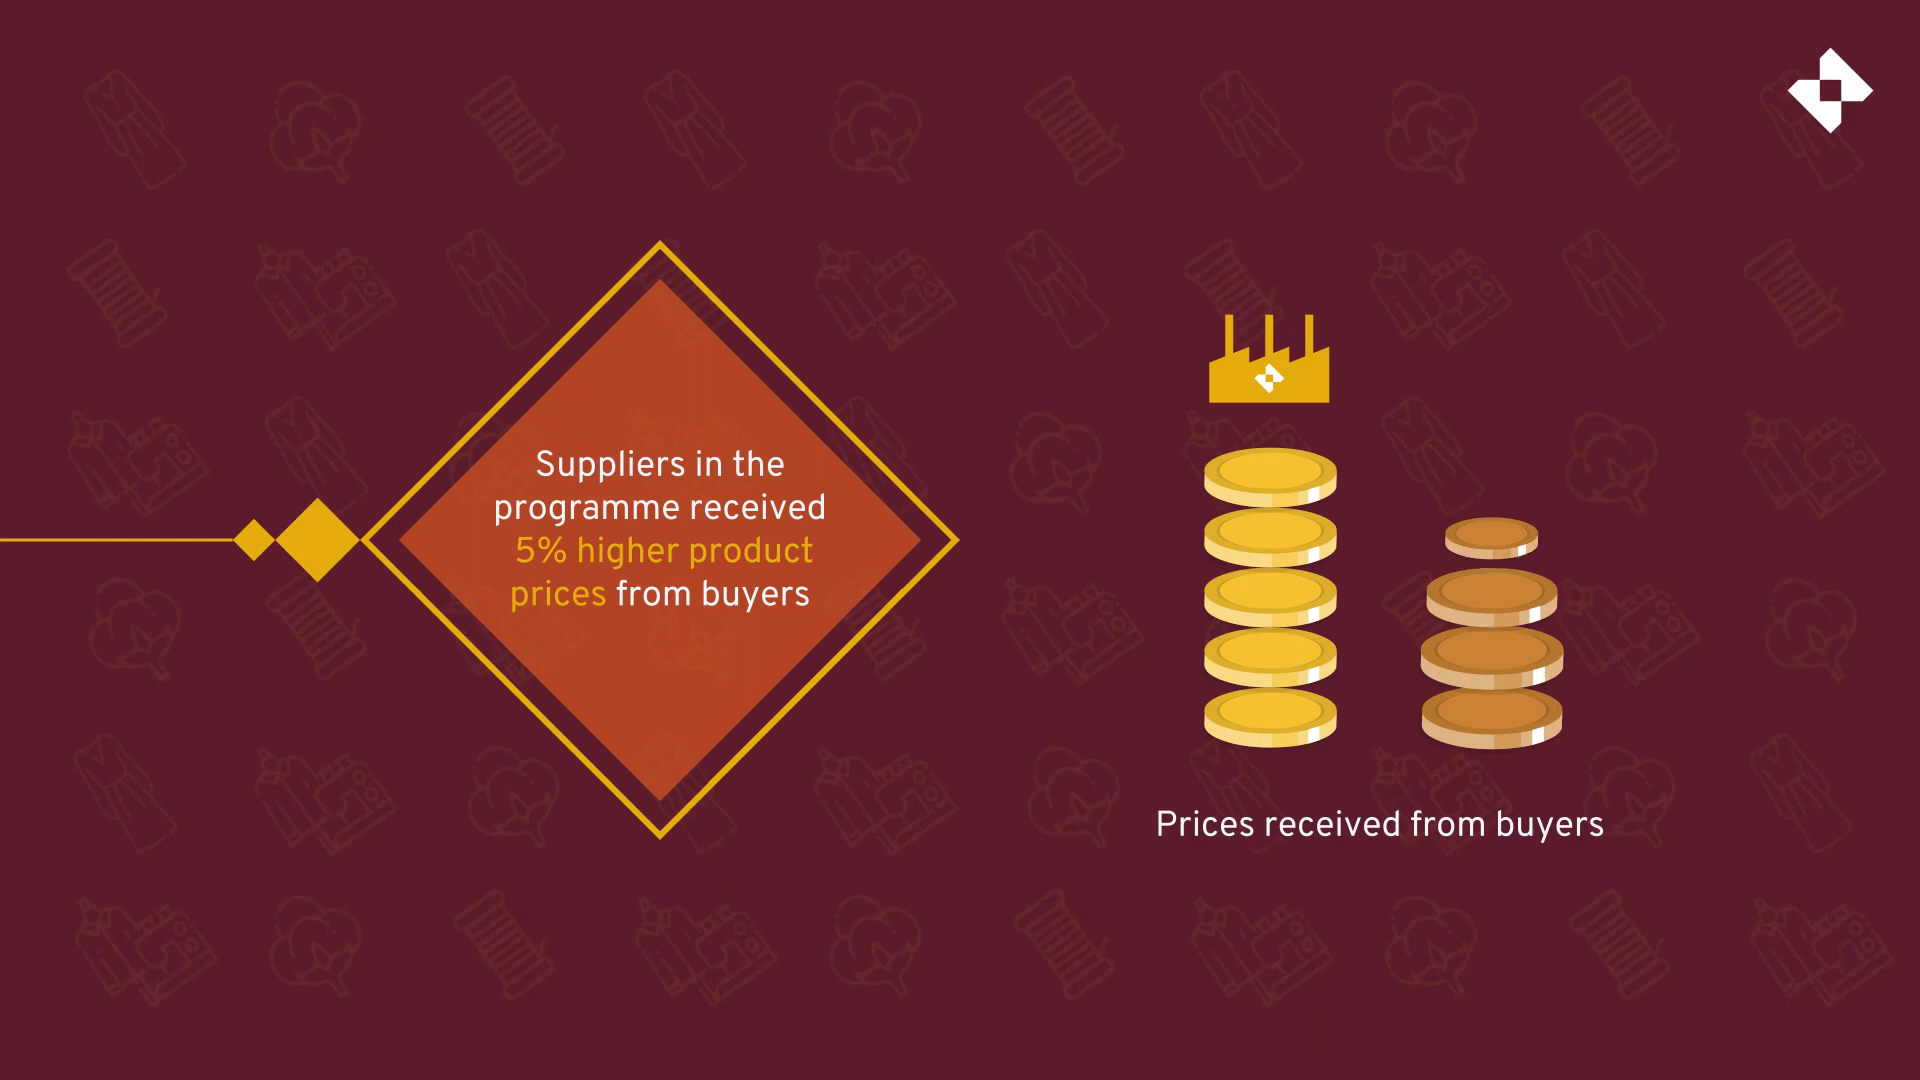 Suppliers in the
programme received
5% higher product
prices from buyers
Prices received from buyers